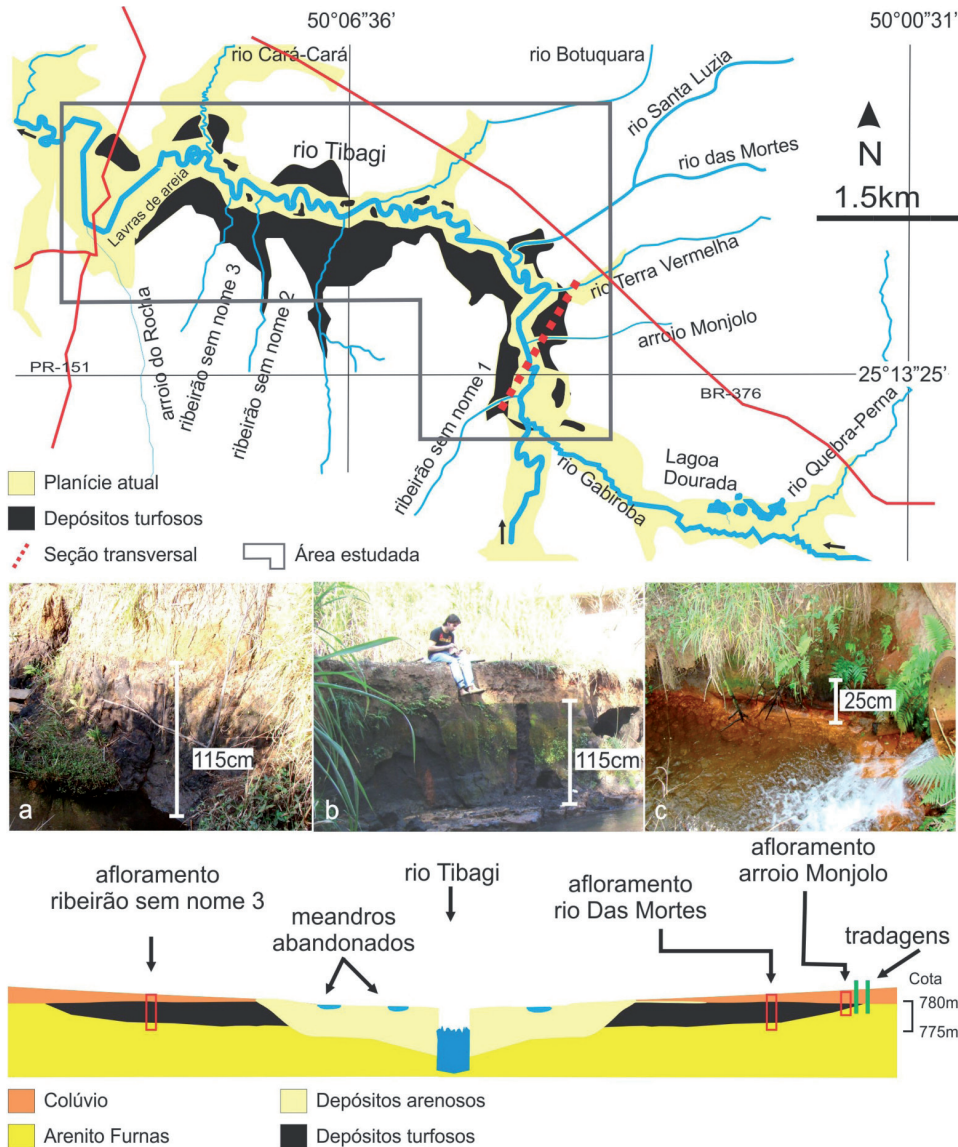 50°06"36’
50°00"31’
rio Cará-Cará
rio Botuquara
rio Santa Luzia
rio Tibagi
rio das Mortes
N
1.5km
Lavras de areia
rio Terra Vermelha
arroio Monjolo
arroio do Rocha
ribeirão sem nome 3
ribeirão sem nome 2
ribeirão sem nome 1
PR-151
25°13"25’
BR-376
rio Gabiroba
Lagoa
Dourada
rio Quebra-Perna
Planície atual
Depósitos turfosos
Seção transversal
Área estudada
115cm
a
115cm
b
25cm
c
afloramento
ribeirão sem nome 3
meandros
abandonados
rio Tibagi
afloramento
rio Das Mortes
afloramento
arroio Monjolo
tradagens
Cota
780m
775m
Colúvio
Depósitos arenosos
Arenito Furnas
Depósitos turfosos